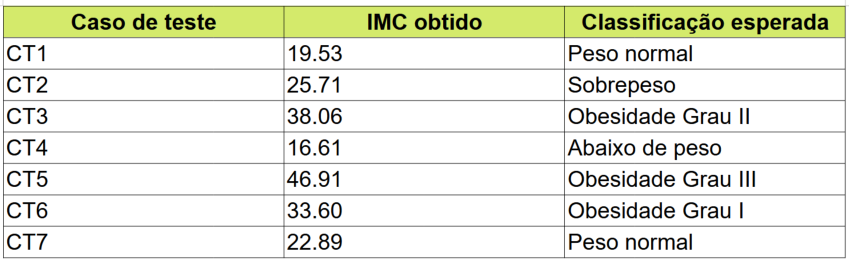 Caso de teste IMC obtido Classificação esperada
CT1 19.53 Peso normal
CT2 25.71 Sobrepeso
CT3 38.06 Obesidade Grau II
CT4 16.61 Abaixo de peso
CT5 46.91 Obesidade Grau III
CT6 33.60 Obesidade Grau I
CT7 22.89 Peso normal